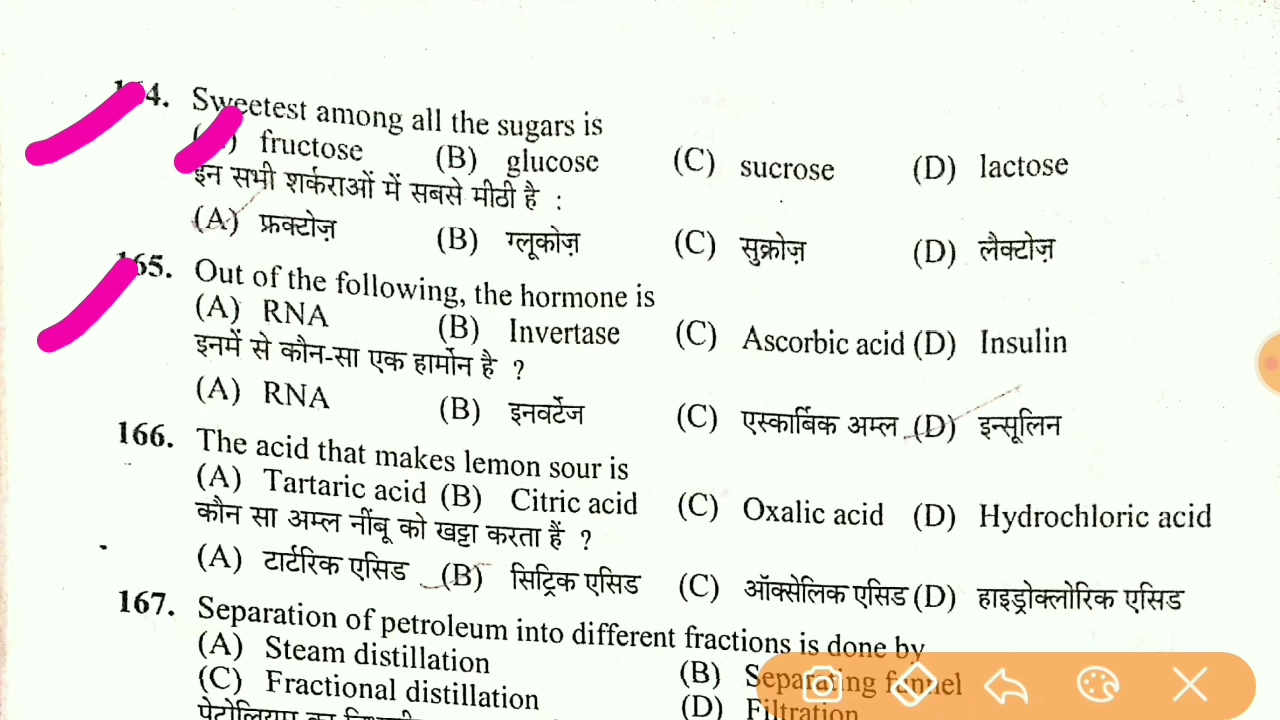 164. Sweetest among all the sugars is
(A) fructose (B) glucose (C) sucrose (D) lactose
इन सभी शर्कराओं में सबसे मीठी है :
(A) फ्रक्टोज़ (B) ग्लूकोज़ (C) सुक्रोज़ (D) लैक्टोज़
165. Out of the following, the hormone is
(A) RNA (B) Invertase (C) Ascorbic acid (D) Insulin
इनमें से कौन-सा एक हार्मोन है ?
(A) RNA (B) इनवर्टेज (C) एस्कार्बिक अम्ल (D) इन्सूलिन
166. The acid that makes lemon sour is
(A) Tartaric acid (B) Citric acid (C) Oxalic acid (D) Hydrochloric acid
कौन सा अम्ल नींबू को खट्टा करता हैं ?
(A) टार्टरिक एसिड (B) सिट्रिक एसिड (C) ऑक्सेलिक एसिड (D) हाइड्रोक्लोरिक एसिड
167. Separation of petroleum into different fractions is done by
(A) Steam distillation (B) Separating funnel
(C) Fractional distillation (D) Filtration